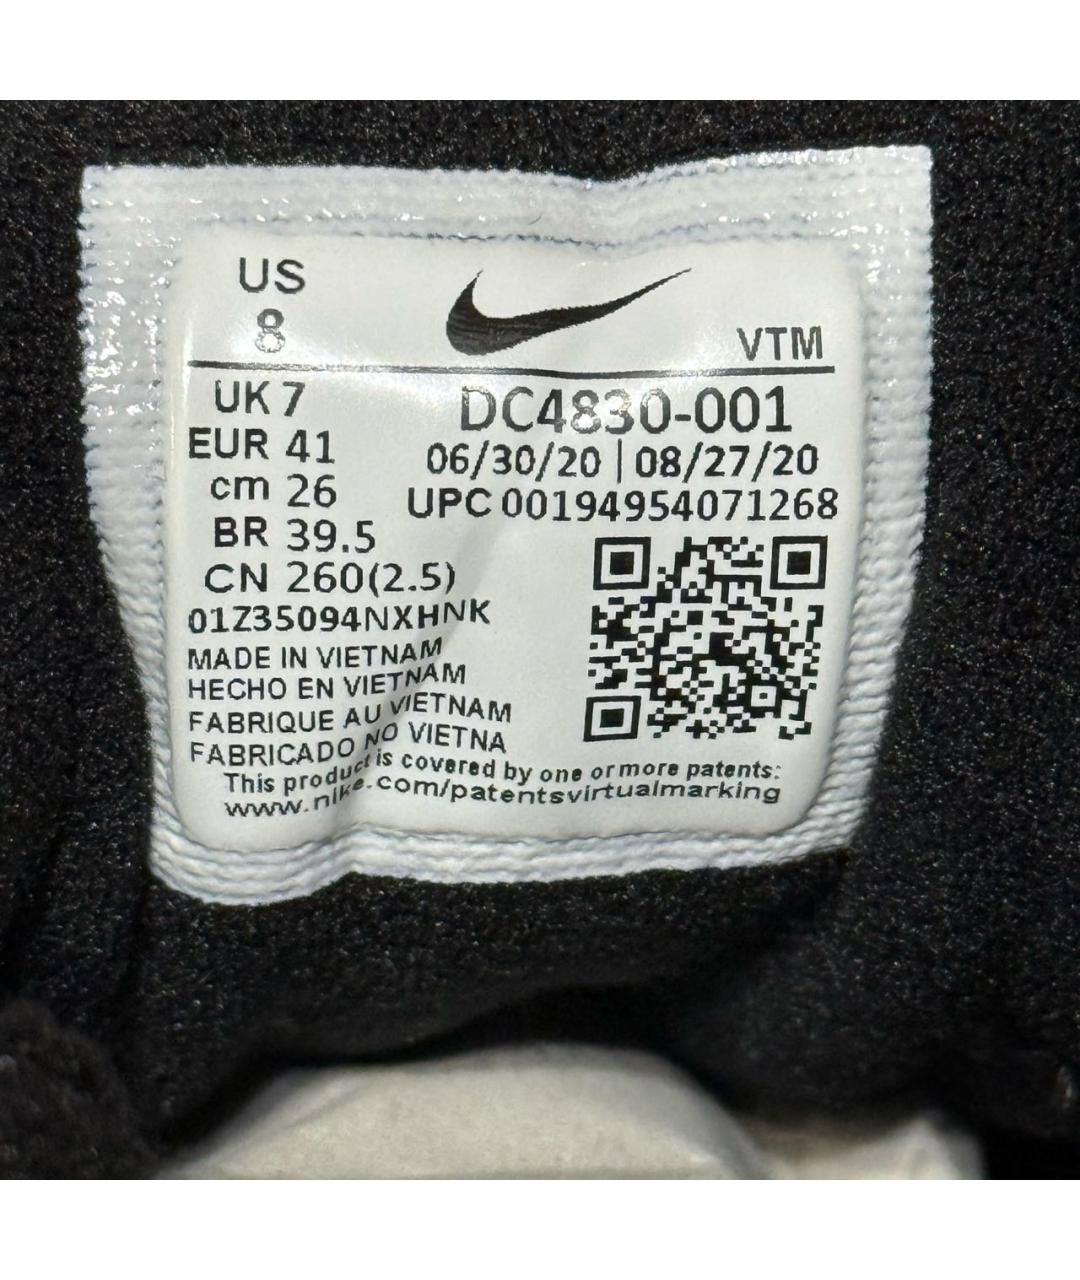 US
8
VTM
UK 7
EUR 41
cm 26
BR 39.5
CN 260(2.5)
DC4830-001
06/30/20 | 08/27/20
UPC 00194954071268
01Z35094NXHNK
MADE IN VIETNAM
HECHO EN VIETNAM
FABRIQUE AU VIETNAM
FABRICADO NO VIETNA
This product is covered by one or more patents:
www.nike.com/patentsvirtualmarking